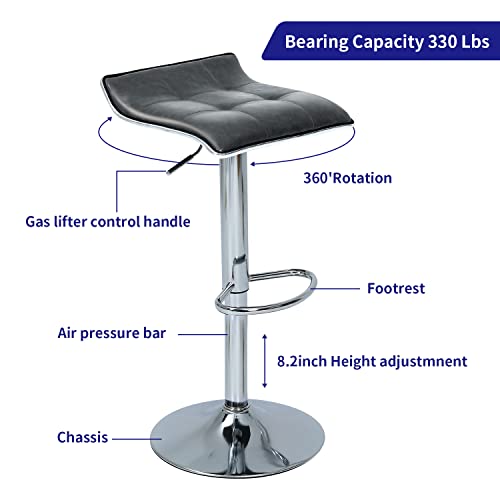 Bearing Capacity 330 Lbs
360'Rotation
Gas lifter control handle
Footrest
Air pressure bar
8.2inch Height adjustmnent
Chassis